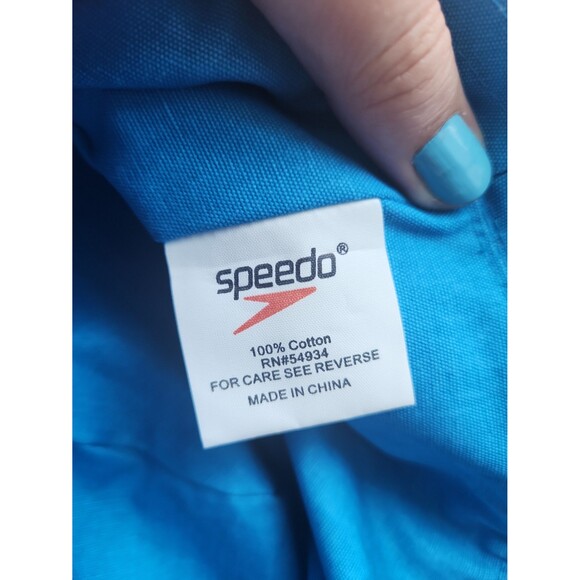 speedo®
100% Cotton
RN#54934
FOR CARE SEE REVERSE
MADE IN CHINA